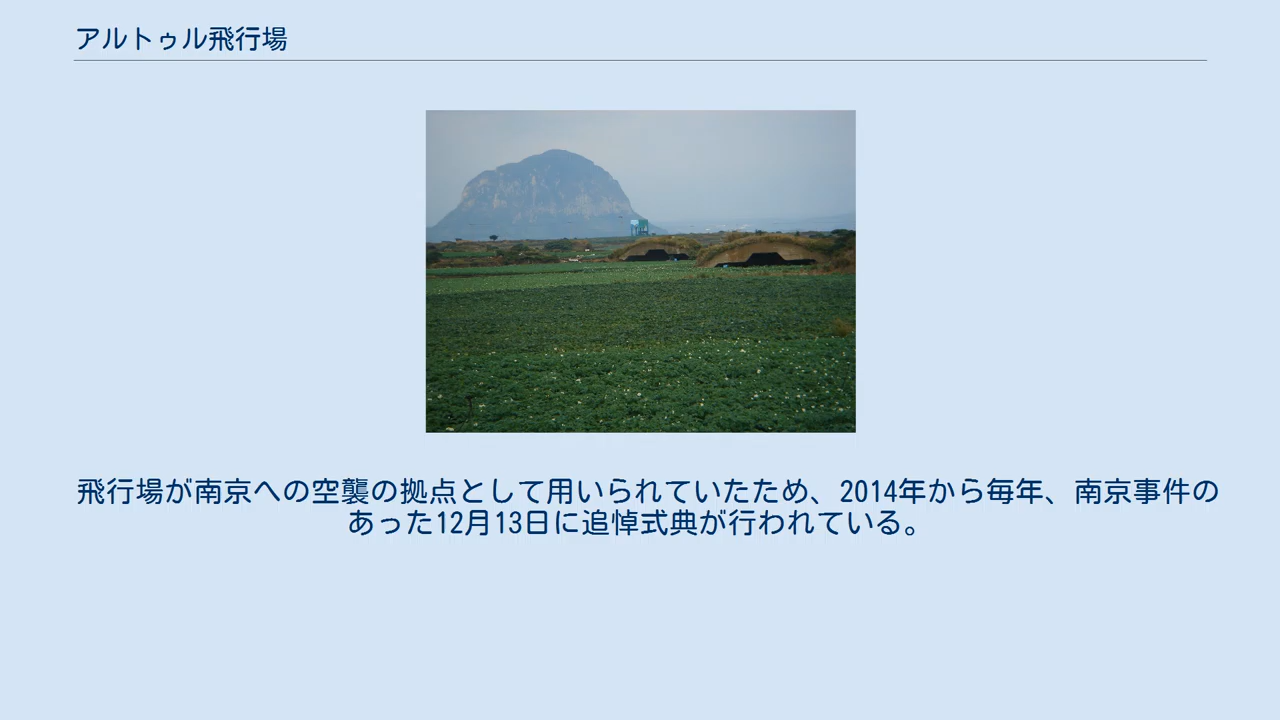 アルトゥル飛行場
飛行場が南京への空襲の拠点として用いられていたため、2014年から毎年、南京事件の
あった12月13日に追悼式典が行われている。